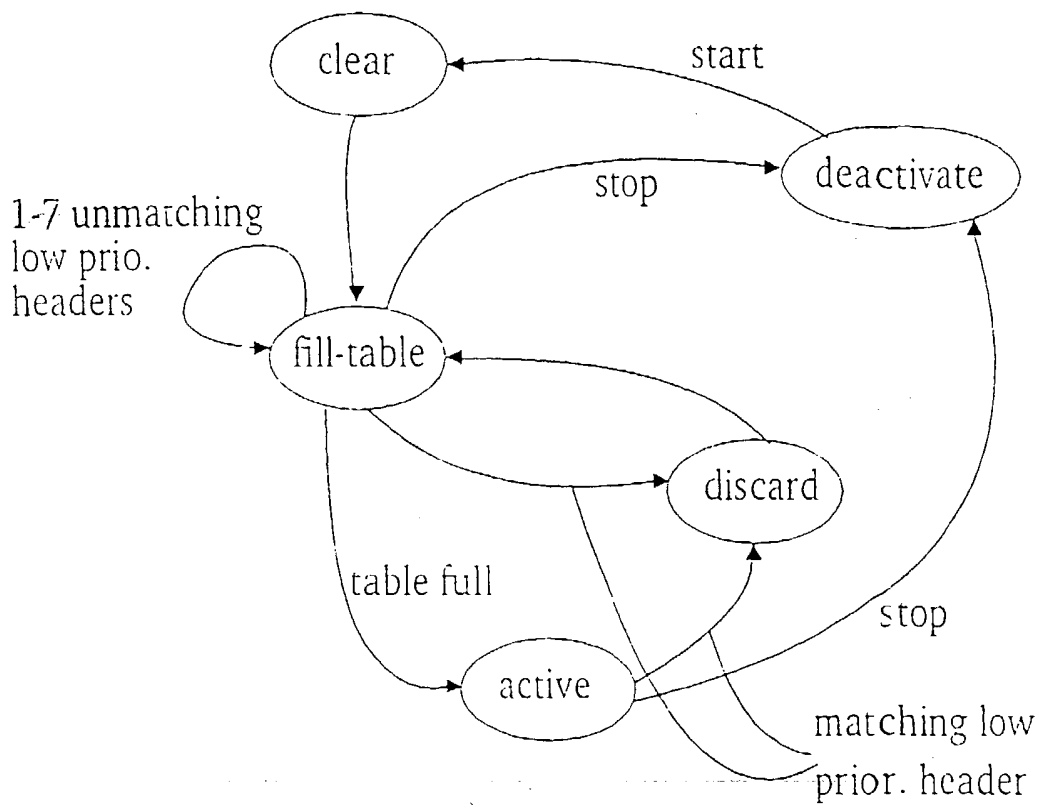 clear
start
deactivate
stop
1-7 unmatching
low prio.
headers
fill-table
discard
table full
stop
active
matching low
prior. header